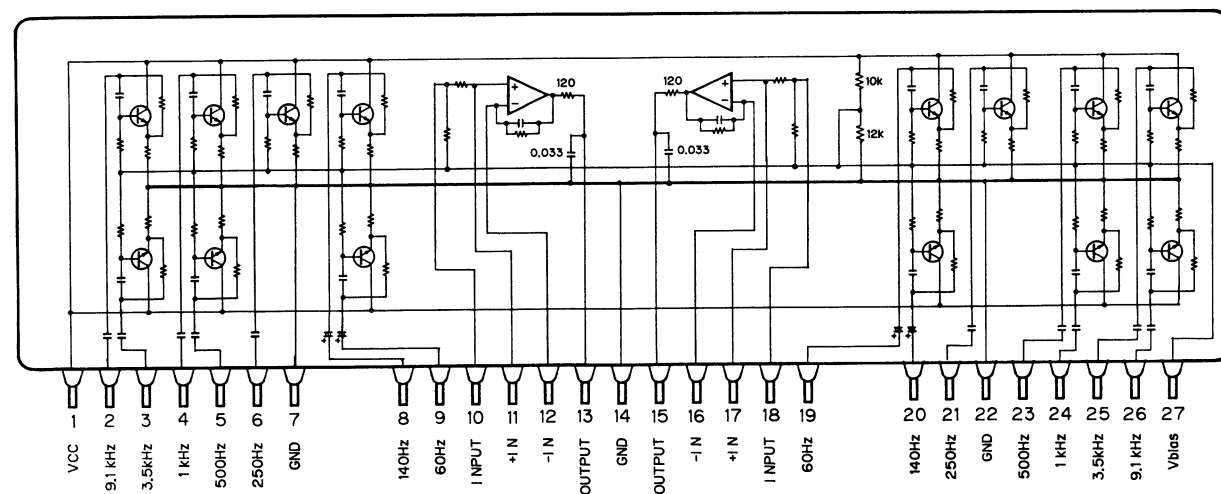 120
120
10k
12k
0.033
0.033
+
−
+
−
1 2 3 4 5 6 7 8 9 10 11 12 13 14 15 16 17 18 19 20 21 22 23 24 25 26 27
VCC
9.1 kHz
3.5kHz
1 kHz
500Hz
250Hz
GND
140Hz
60Hz
INPUT
+IN
-IN
OUTPUT
GND
OUTPUT
-IN
+IN
INPUT
60Hz
140Hz
250Hz
GND
500Hz
1 kHz
3.5kHz
9.1 kHz
Vbias